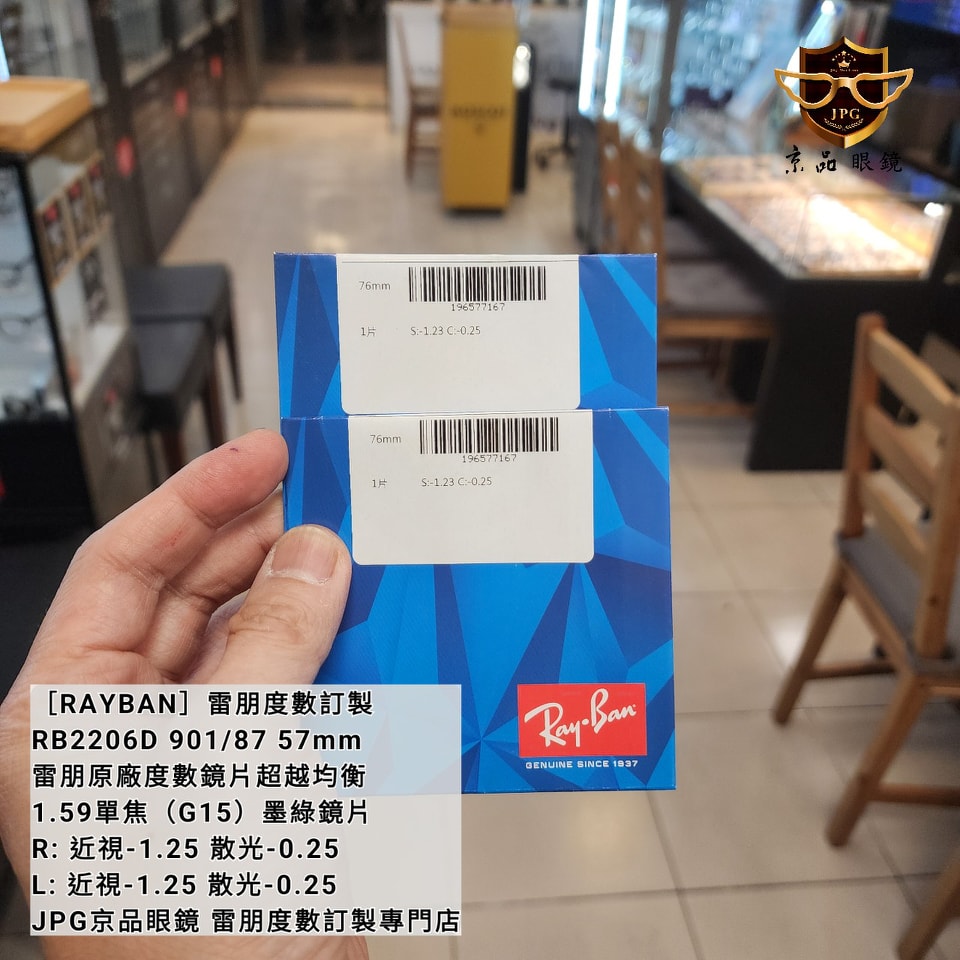 JPG
京品眼鏡
76mm
196577167
1片 S:-1.23 C:-0.25
76mm
196577167
1片 S:-1.23 C:-0.25
Ray-Ban
GENUINE SINCE 1937
［RAYBAN］雷朋度數訂製
RB2206D 901/87 57mm
雷朋原廠度數鏡片超越均衡
1.59單焦（G15）墨綠鏡片
R: 近視-1.25 散光-0.25
L: 近視-1.25 散光-0.25
JPG京品眼鏡 雷朋度數訂製專門店